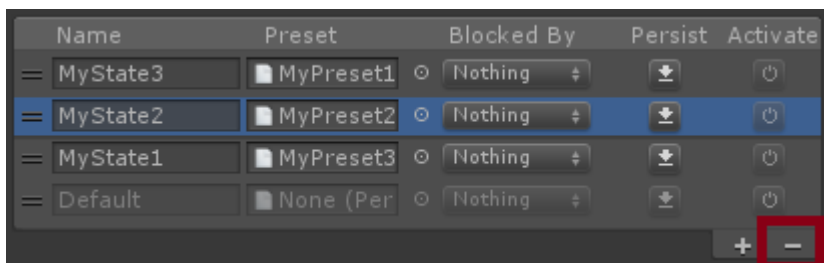 Name Preset Blocked By Persist Activate
MyState3 MyPreset1 Nothing
MyState2 MyPreset2 Nothing
MyState1 MyPreset3 Nothing
Default None (Per Nothing
+ −